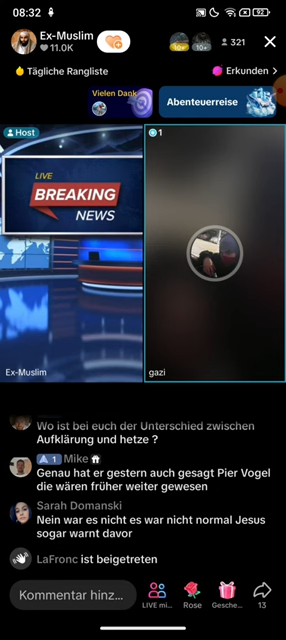 08:32
92
Ex-Muslim
11.0K
10
10
321
Tägliche Rangliste
Erkunden >
Vielen Dank
Abenteuerreise
Host
1
LIVE
BREAKING
NEWS
Ex-Muslim
gazi
Wo ist bei euch der Unterschied zwischen
Aufklärung und hetze ?
1 Mike
Genau hat er gestern auch gesagt Pier Vogel
die wären früher weiter gewesen
Sarah Domanski
Nein war es nicht es war nicht normal Jesus
sogar warnt davor
LaFronc ist beigetreten
Kommentar hinz...
LIVE mi...
Rose
Gesche...
13